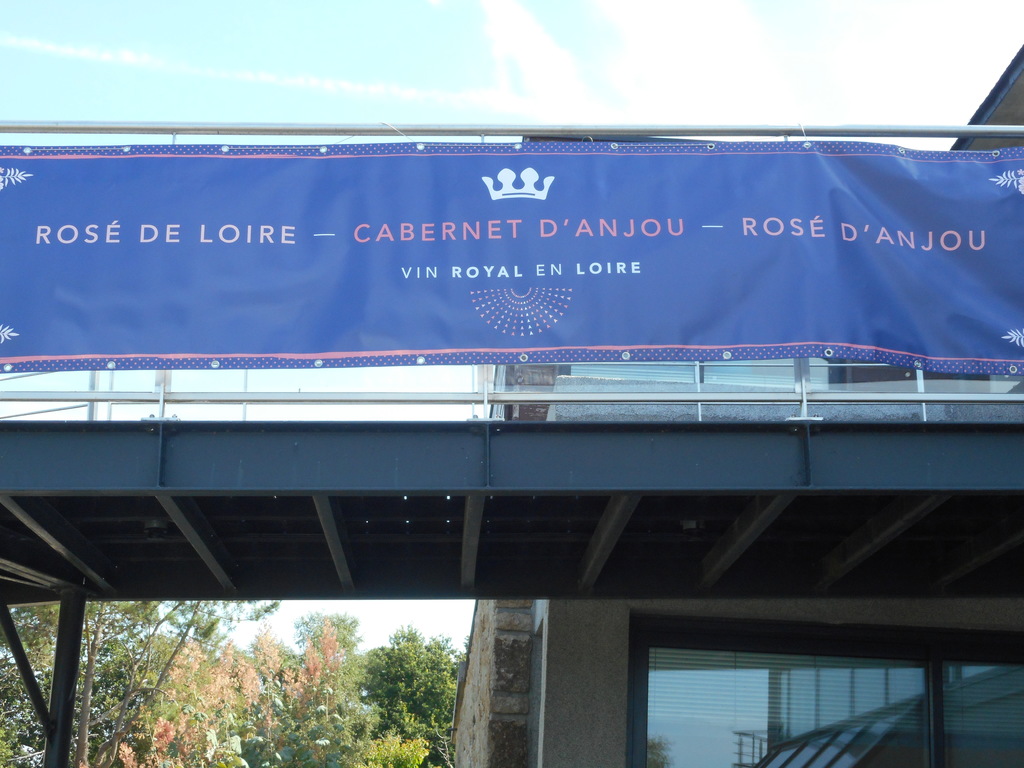 ROSÉ DE LOIRE — CABERNET D'ANJOU — ROSÉ D'ANJOU
VIN ROYAL EN LOIRE